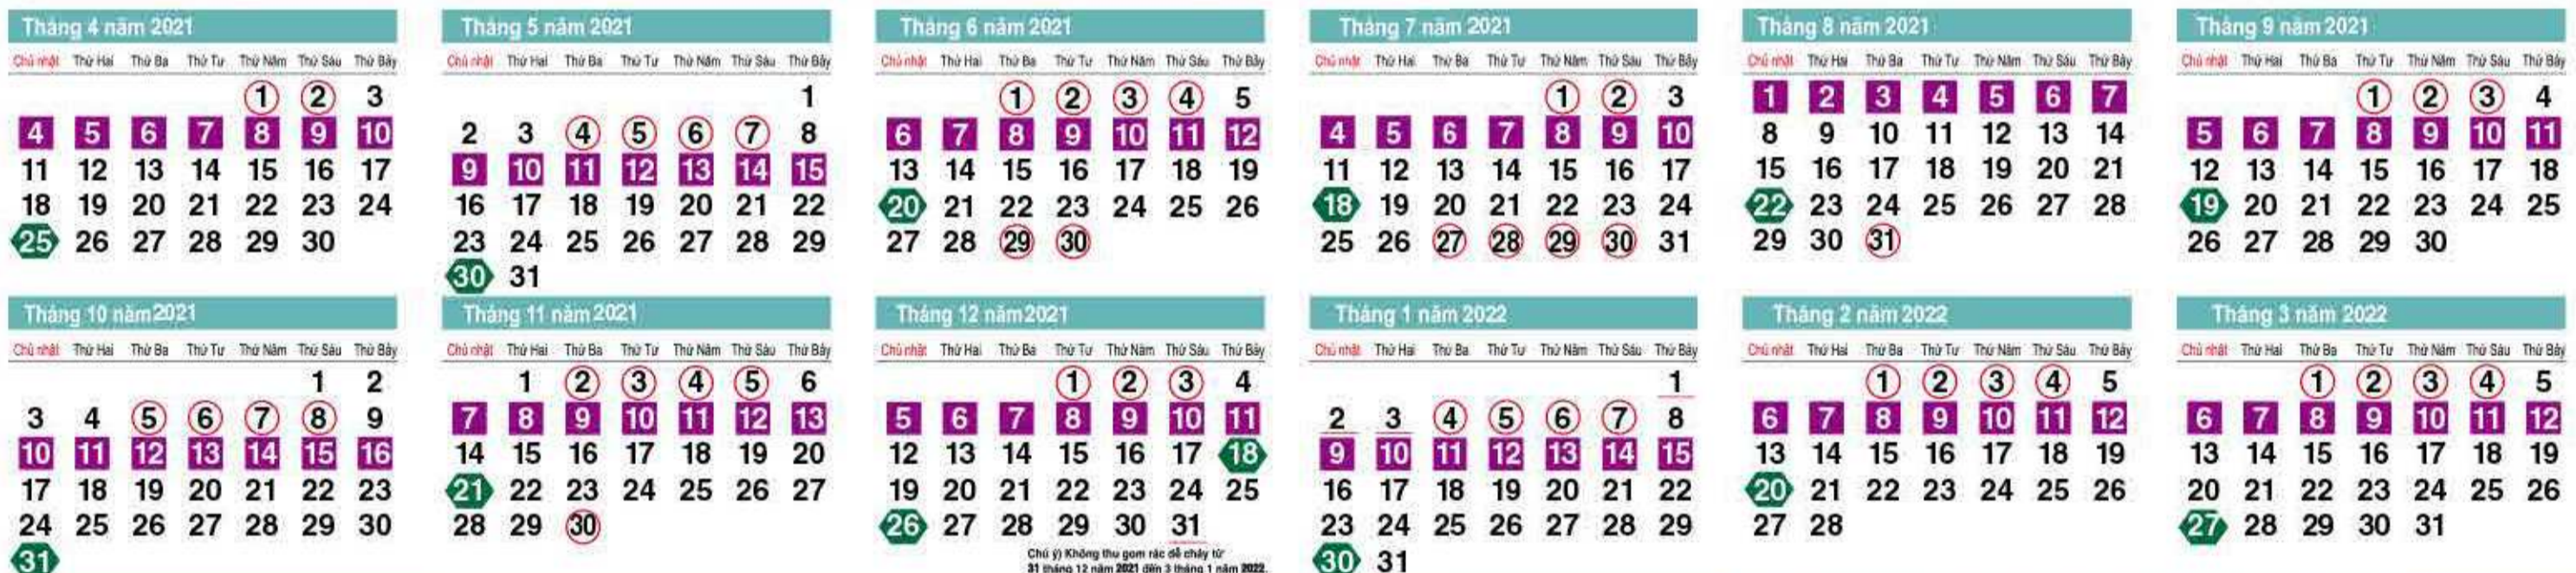 Tháng 4 năm 2021
Chủ nhật Thứ Hai Thứ Ba Thứ Tư Thứ Năm Thứ Sáu Thứ Bảy
1 2 3
4 5 6 7 8 9 10
11 12 13 14 15 16 17
18 19 20 21 22 23 24
25 26 27 28 29 30
Tháng 5 năm 2021
Chủ nhật Thứ Hai Thứ Ba Thứ Tư Thứ Năm Thứ Sáu Thứ Bảy
1
2 3 4 5 6 7 8
9 10 11 12 13 14 15
16 17 18 19 20 21 22
23 24 25 26 27 28 29
30 31
Tháng 6 năm 2021
Chủ nhật Thứ Hai Thứ Ba Thứ Tư Thứ Năm Thứ Sáu Thứ Bảy
1 2 3 4 5
6 7 8 9 10 11 12
13 14 15 16 17 18 19
20 21 22 23 24 25 26
27 28 29 30
Tháng 7 năm 2021
Chủ nhật Thứ Hai Thứ Ba Thứ Tư Thứ Năm Thứ Sáu Thứ Bảy
1 2 3
4 5 6 7 8 9 10
11 12 13 14 15 16 17
18 19 20 21 22 23 24
25 26 27 28 29 30 31
Tháng 8 năm 2021
Chủ nhật Thứ Hai Thứ Ba Thứ Tư Thứ Năm Thứ Sáu Thứ Bảy
1 2 3 4 5 6 7
8 9 10 11 12 13 14
15 16 17 18 19 20 21
22 23 24 25 26 27 28
29 30 31
Tháng 9 năm 2021
Chủ nhật Thứ Hai Thứ Ba Thứ Tư Thứ Năm Thứ Sáu Thứ Bảy
1 2 3 4
5 6 7 8 9 10 11
12 13 14 15 16 17 18
19 20 21 22 23 24 25
26 27 28 29 30
Tháng 10 năm 2021
Chủ nhật Thứ Hai Thứ Ba Thứ Tư Thứ Năm Thứ Sáu Thứ Bảy
1 2
3 4 5 6 7 8 9
10 11 12 13 14 15 16
17 18 19 20 21 22 23
24 25 26 27 28 29 30
31
Tháng 11 năm 2021
Chủ nhật Thứ Hai Thứ Ba Thứ Tư Thứ Năm Thứ Sáu Thứ Bảy
1 2 3 4 5 6
7 8 9 10 11 12 13
14 15 16 17 18 19 20
21 22 23 24 25 26 27
28 29 30
Tháng 12 năm 2021
Chủ nhật Thứ Hai Thứ Ba Thứ Tư Thứ Năm Thứ Sáu Thứ Bảy
1 2 3 4
5 6 7 8 9 10 11
12 13 14 15 16 17 18
19 20 21 22 23 24 25
26 27 28 29 30 31
Chú ý) Không thu gom rác dễ cháy từ
31 tháng 12 năm 2021 đến 3 tháng 1 năm 2022.
Tháng 1 năm 2022
Chủ nhật Thứ Hai Thứ Ba Thứ Tư Thứ Năm Thứ Sáu Thứ Bảy
1
2 3 4 5 6 7 8
9 10 11 12 13 14 15
16 17 18 19 20 21 22
23 24 25 26 27 28 29
30 31
Tháng 2 năm 2022
Chủ nhật Thứ Hai Thứ Ba Thứ Tư Thứ Năm Thứ Sáu Thứ Bảy
1 2 3 4 5
6 7 8 9 10 11 12
13 14 15 16 17 18 19
20 21 22 23 24 25 26
27 28
Tháng 3 năm 2022
Chủ nhật Thứ Hai Thứ Ba Thứ Tư Thứ Năm Thứ Sáu Thứ Bảy
1 2 3 4 5
6 7 8 9 10 11 12
13 14 15 16 17 18 19
20 21 22 23 24 25 26
27 28 29 30 31